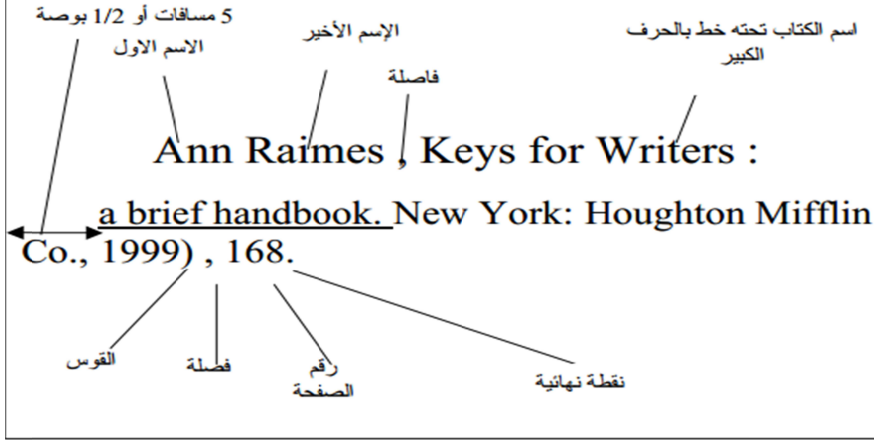 5 مسافات أو 1/2 بوصة
الاسم الاول
الإسم الأخير
فاصلة
اسم الكتاب تحته خط بالحرف
الكبير
Ann Raimes , Keys for Writers :
a brief handbook. New York: Houghton Mifflin
Co., 1999) , 168.
القوس
فصلة
رقم
الصفحة
نقطة نهائية